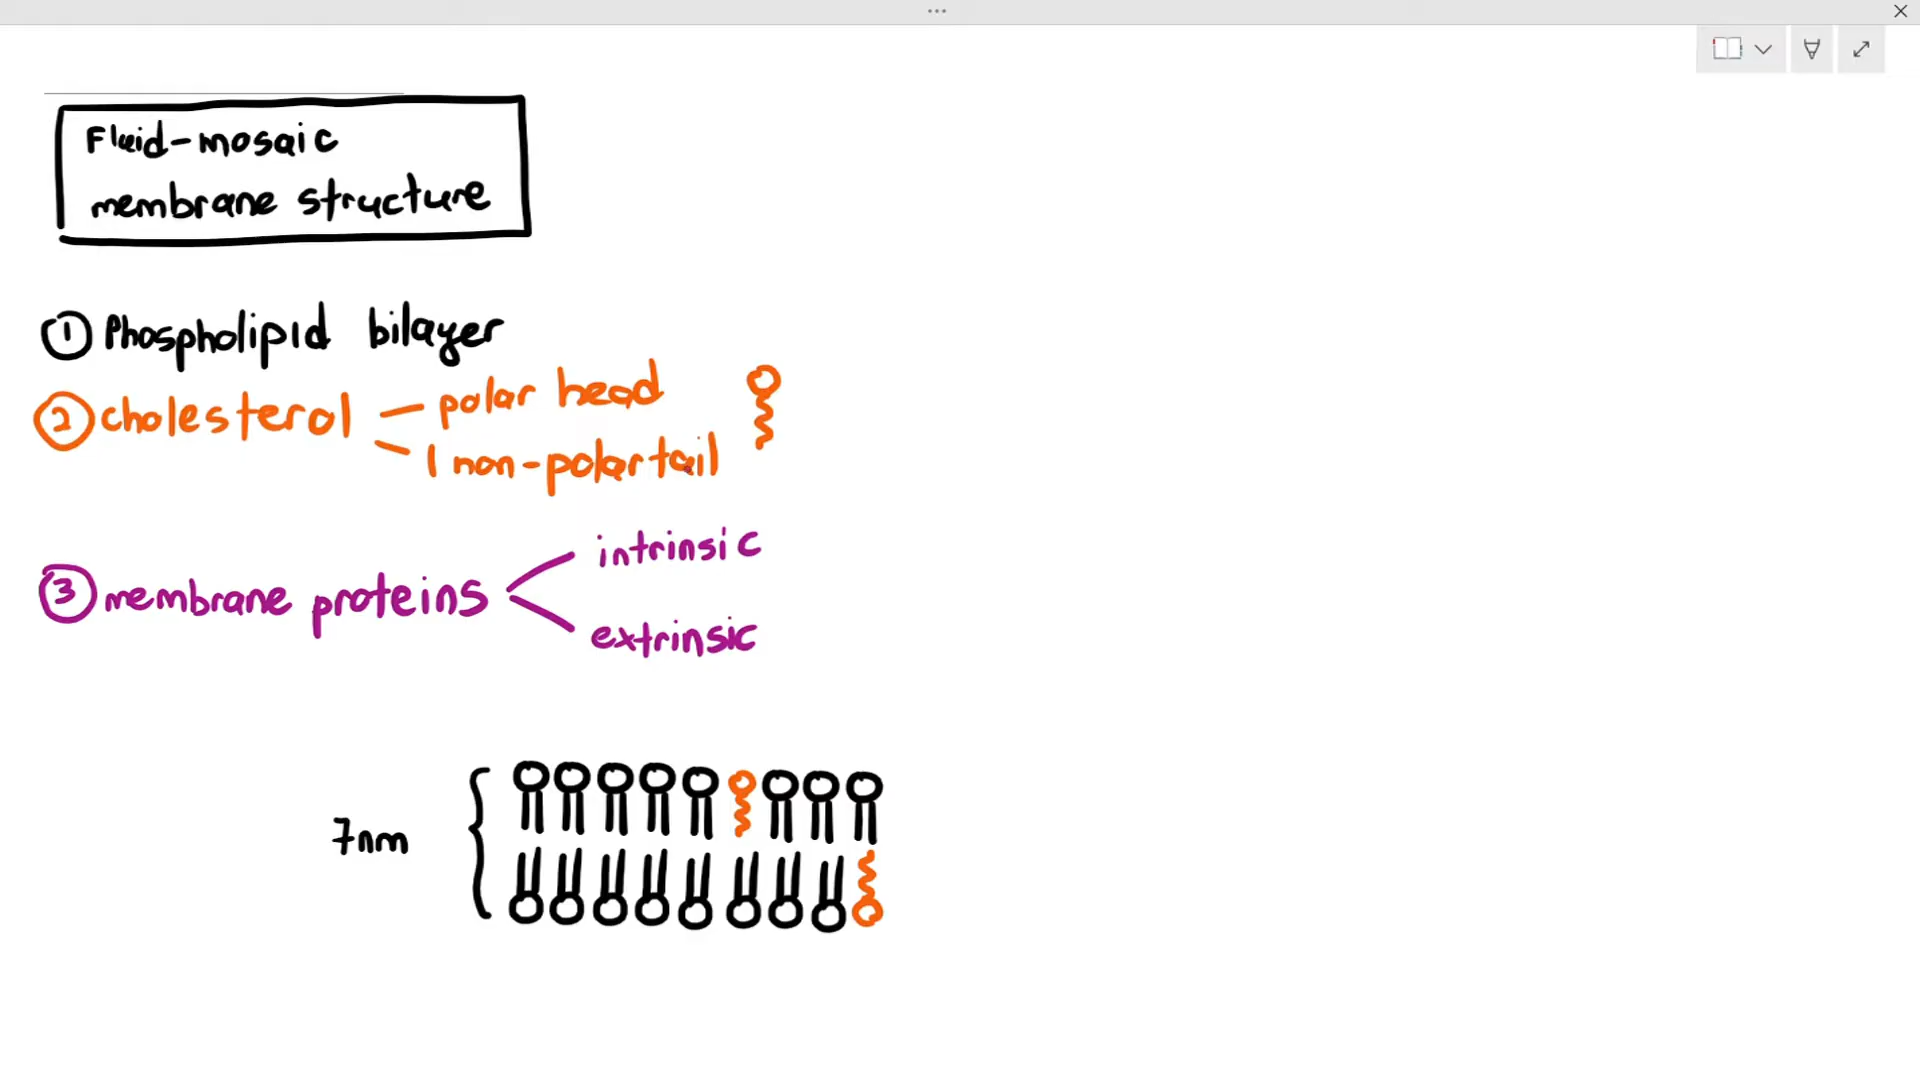 Fluid-mosaic
membrane structure
① Phospholipid bilayer
② cholesterol — polar head
1 non-polar tail
intrinsic
③ membrane proteins
extrinsic
7nm